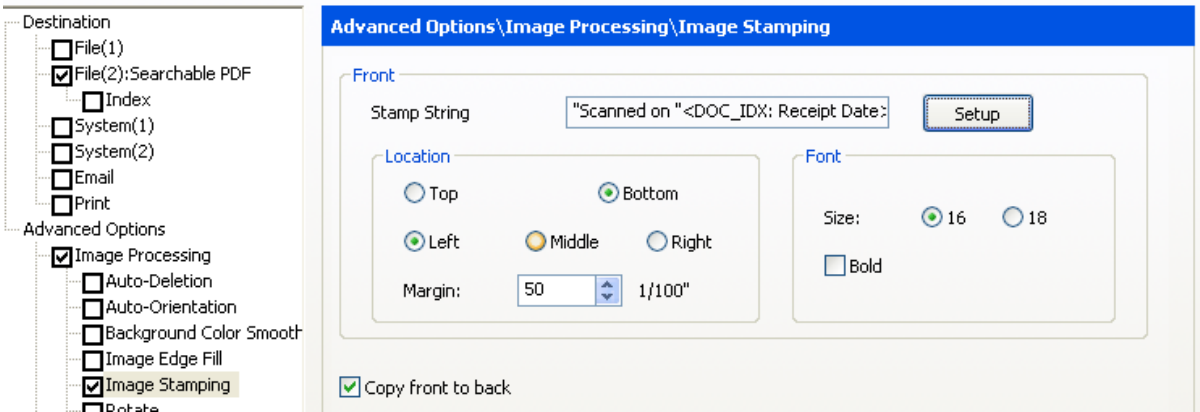 Destination
File(1)
File(2):Searchable PDF
Index
System(1)
System(2)
Email
Print
Advanced Options
Image Processing
Auto-Deletion
Auto-Orientation
Background Color Smooth
Image Edge Fill
Image Stamping
Rotate
Advanced Options\Image Processing\Image Stamping
Front
Stamp String "Scanned on "<DOC_IDX: Receipt Date> Setup
Location
Top Bottom
Left Middle Right
Margin: 50 1/100"
Font
Size: 16 18
Bold
Copy front to back